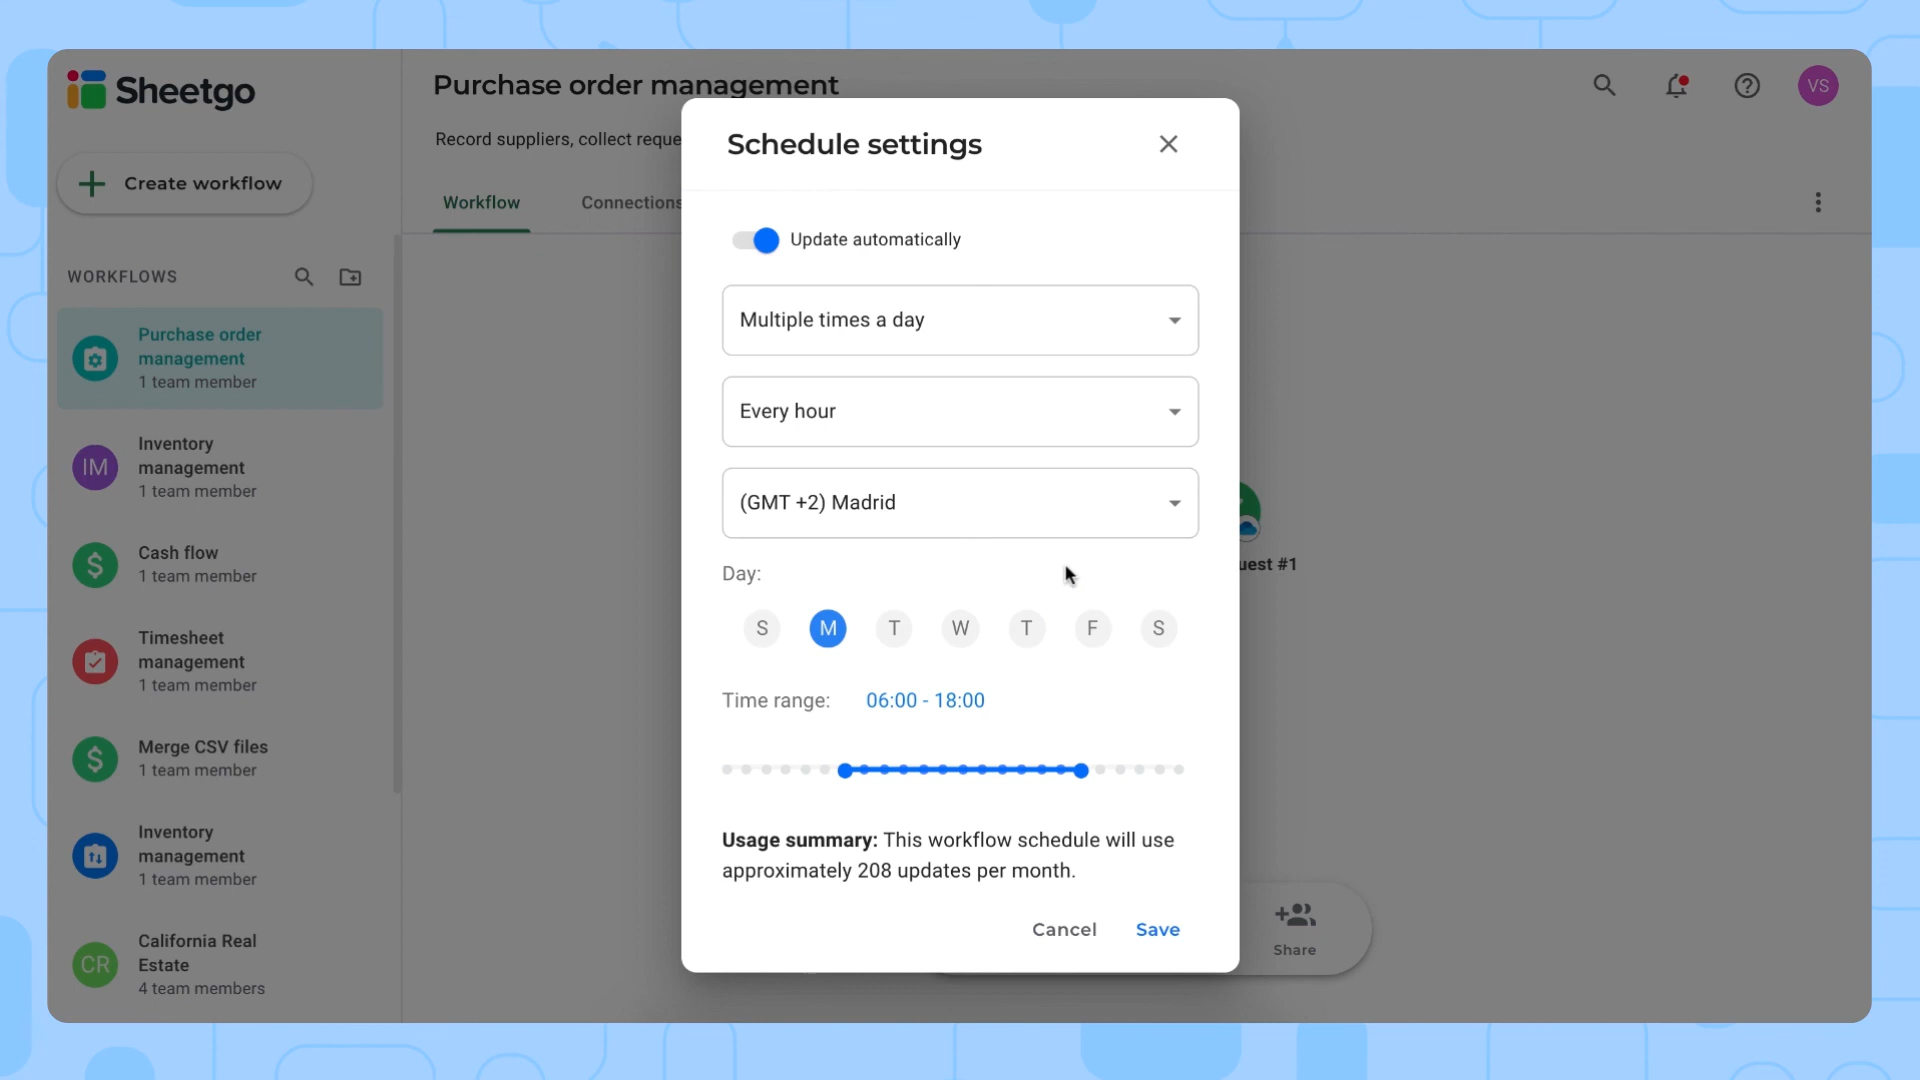 Sheetgo
Create workflow
WORKFLOWS
Purchase order
management
1 team member
IM
Inventory
management
1 team member
Cash flow
1 team member
Timesheet
management
1 team member
Merge CSV files
1 team member
Inventory
management
1 team member
CR
California Real
Estate
4 team members
Purchase order management
VS
Record suppliers, collect reque
Workflow
Connections
Schedule settings
Update automatically
Multiple times a day
Every hour
(GMT +2) Madrid
Day:
S M T W T F S
Time range: 06:00 - 18:00
Usage summary: This workflow schedule will use
approximately 208 updates per month.
Cancel Save
uest #1
Share